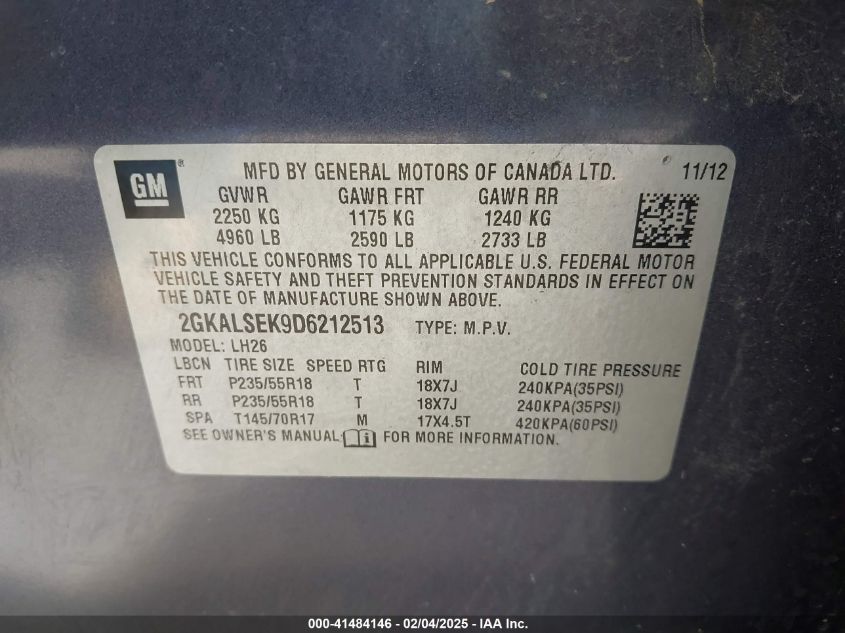 GM®
MFD BY GENERAL MOTORS OF CANADA LTD. 11/12
GVWR GAWR FRT GAWR RR
2250 KG 1175 KG 1240 KG
4960 LB 2590 LB 2733 LB
THIS VEHICLE CONFORMS TO ALL APPLICABLE U.S. FEDERAL MOTOR
VEHICLE SAFETY AND THEFT PREVENTION STANDARDS IN EFFECT ON
THE DATE OF MANUFACTURE SHOWN ABOVE.
2GKALSEK9D6212513 TYPE: M.P.V.
MODEL: LH26
LBCN TIRE SIZE SPEED RTG RIM COLD TIRE PRESSURE
FRT P235/55R18 T 18X7J 240KPA(35PSI)
RR P235/55R18 T 18X7J 240KPA(35PSI)
SPA T145/70R17 M 17X4.5T 420KPA(60PSI)
SEE OWNER'S MANUAL FOR MORE INFORMATION.
000-41484146 - 02/04/2025 - IAA Inc.